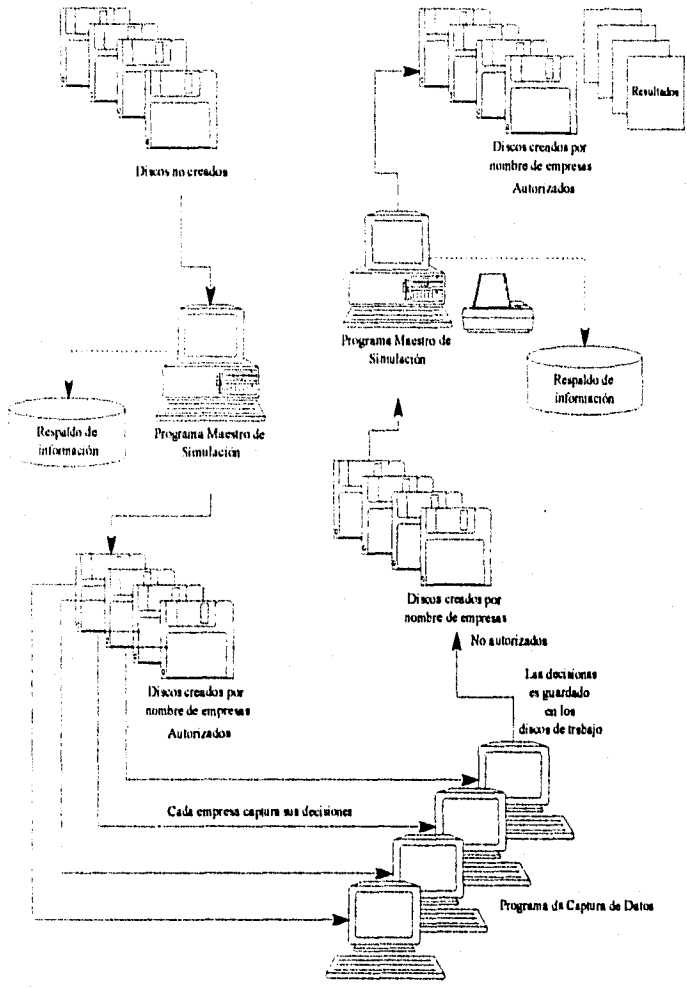 Resultados
Discos no creados
Discos creados por
nombre de empresas
Autorizados
Programa Maestro de
Simulación
Respaldo de
información
Respaldo de
información
Programa Maestro de
Simulación
Discos creados por
nombre de empresas
No autorizados
Las decisiones
es guardado
en los
discos de trabajo
Discos creados por
nombre de empresas
Autorizados
Cada empresa captura sus decisiones
Programa de Captura de Datos